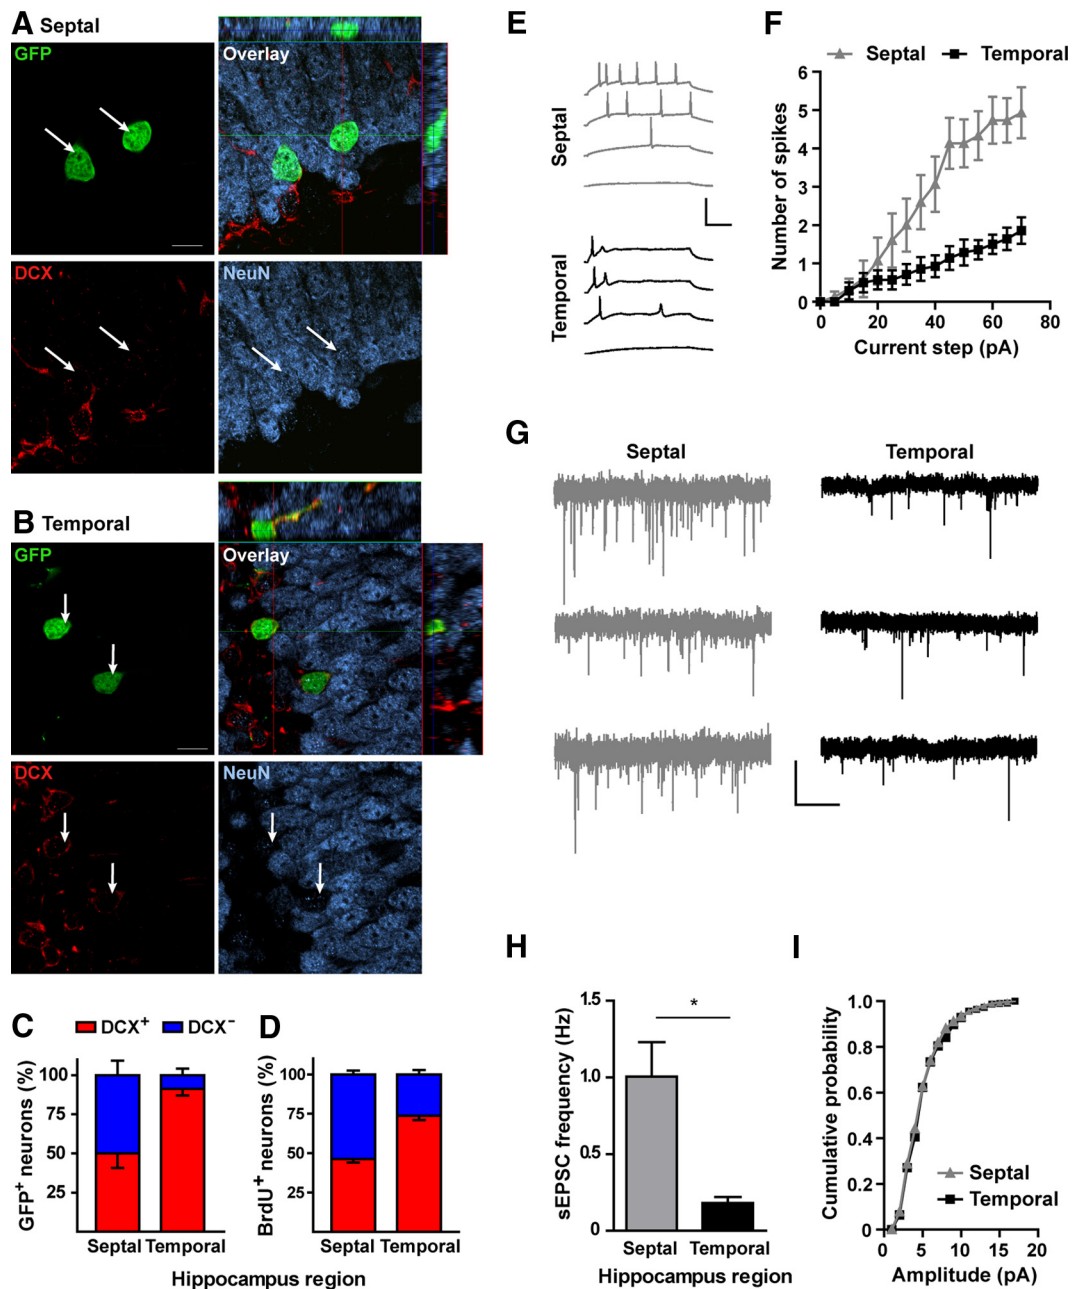 A Septal
GFP
Overlay
DCX
NeuN
B Temporal
GFP
Overlay
DCX
NeuN
C
DCX⁺ DCX⁻
D
GFP⁺ neurons (%)
100
75
50
25
Septal Temporal
BrdU⁺ neurons (%)
100
75
50
25
Septal Temporal
Hippocampus region
E
Septal
Temporal
F
Septal Temporal
Number of spikes
6
5
4
3
2
1
0
0 20 40 60 80
Current step (pA)
G
Septal Temporal
H
sEPSC frequency (Hz)
1.5
1.0
0.5
0
*
Septal Temporal
Hippocampus region
I
Cumulative probability
1.0
0.8
0.6
0.4
0.2
0
Septal
Temporal
0 5 10 15 20
Amplitude (pA)